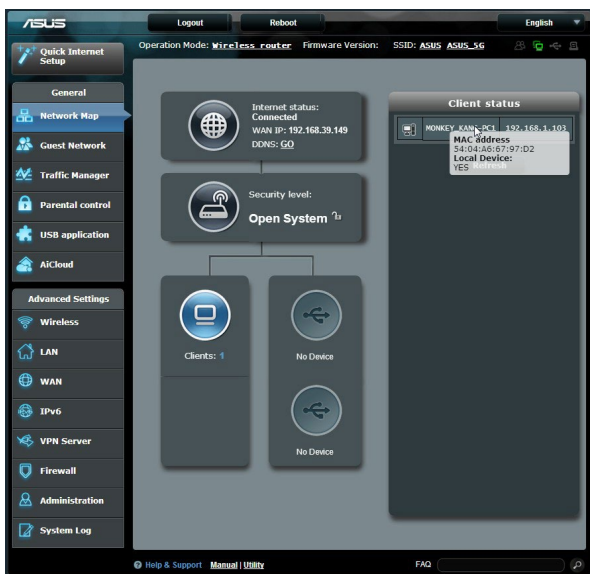 ASUS
Logout
Reboot
English
Quick Internet
Setup
Operation Mode: Wireless router Firmware Version: SSID: ASUS ASUS_5G
General
Network Map
Guest Network
Traffic Manager
Parental control
USB application
AiCloud
Advanced Settings
Wireless
LAN
WAN
IPv6
VPN Server
Firewall
Administration
System Log
Internet status:
Connected
WAN IP: 192.168.39.149
DDNS: GO
Security level:
Open System
Clients: 1
No Device
No Device
Client status
MONKEY_KANG-PC1 192.168.1.103
MAC address
54:04:A6:67:97:D2
Local Device:
YES
Refresh
Help & Support Manual | Utility
FAQ